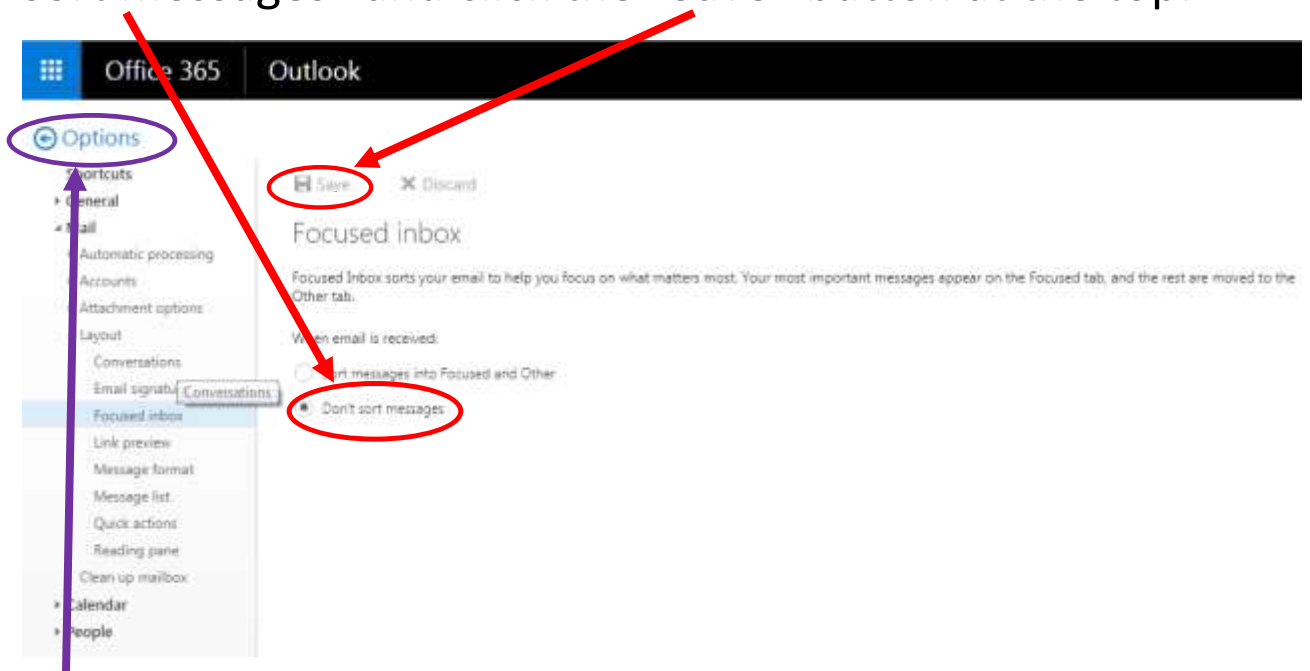 Office 365 Outlook
Options
Shortcuts
Save Discard
General
Mail
Focused inbox
Automatic processing
Focused Inbox sorts your email to help you focus on what matters most. Your most important messages appear on the Focused tab, and the rest are moved to the
Accounts
Other tab.
Attachment options
Layout
When email is received:
Conversations
Sort messages into Focused and Other
Email signatu
Conversations
Don't sort messages
Focused inbox
Link preview
Message format
Message list
Quick actions
Reading pane
Clean up mailbox
Calendar
People